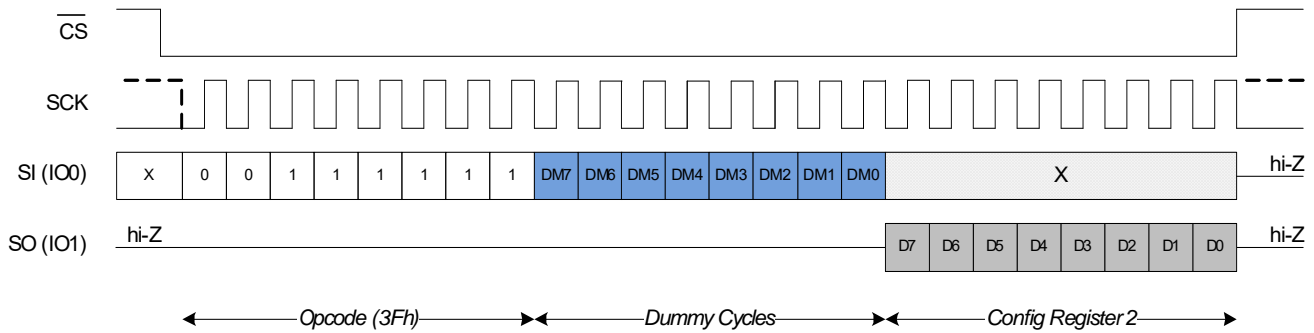 CS
SCK
SI (IO0) X 0 0 1 1 1 1 1 1 DM7 DM6 DM5 DM4 DM3 DM2 DM1 DM0 X hi-Z
SO (IO1) hi-Z D7 D6 D5 D4 D3 D2 D1 D0 hi-Z
Opcode (3Fh) Dummy Cycles Config Register 2